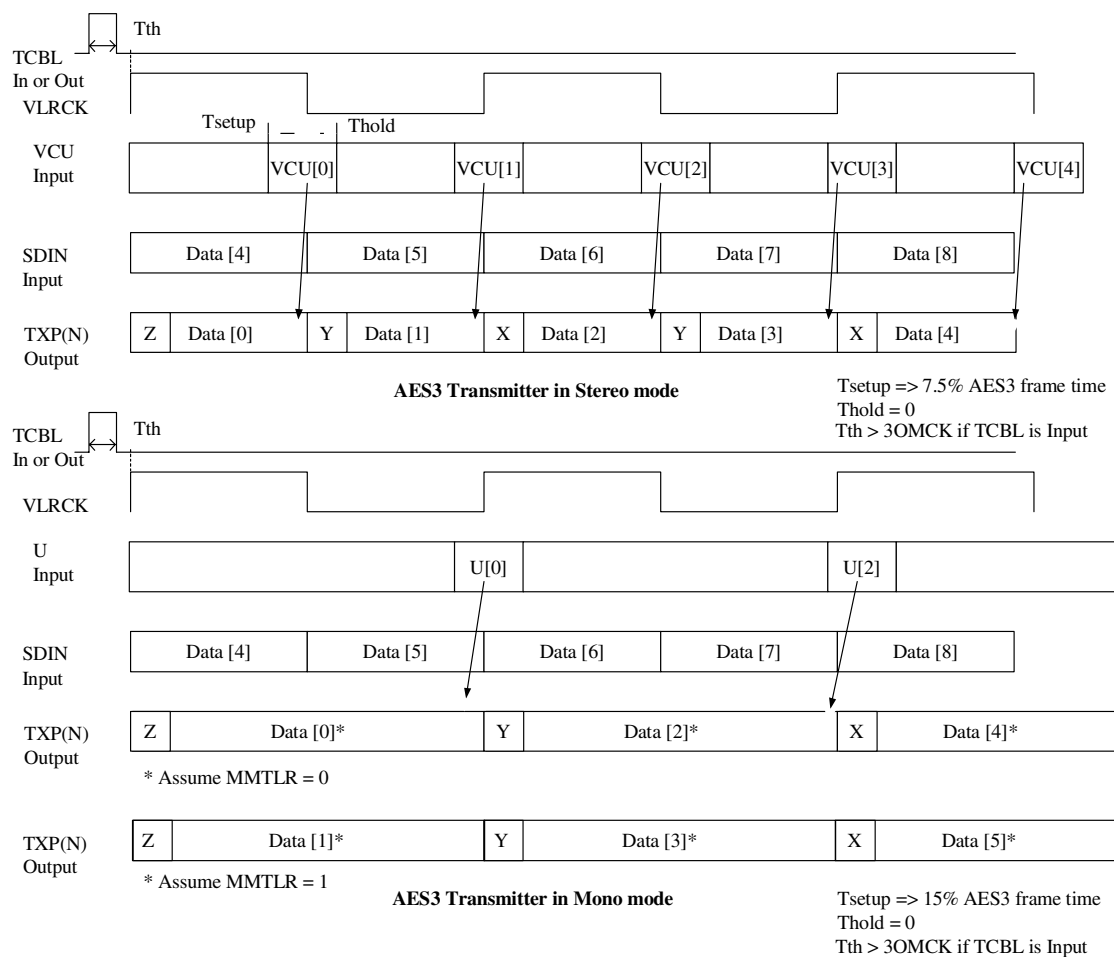 Tth
TCBL
In or Out
VLRCK
Tsetup Thold
VCU
Input
VCU[0] VCU[1] VCU[2] VCU[3] VCU[4]
SDIN
Input
Data [4] Data [5] Data [6] Data [7] Data [8]
TXP(N)
Output
Z Data [0] Y Data [1] X Data [2] Y Data [3] X Data [4]
AES3 Transmitter in Stereo mode
Tsetup => 7.5% AES3 frame time
Thold = 0
Tth > 3OMCK if TCBL is Input
Tth
TCBL
In or Out
VLRCK
U
Input
U[0] U[2]
SDIN
Input
Data [4] Data [5] Data [6] Data [7] Data [8]
TXP(N)
Output
Z Data [0]* Y Data [2]* X Data [4]*
* Assume MMTLR = 0
TXP(N)
Output
Z Data [1]* Y Data [3]* X Data [5]*
* Assume MMTLR = 1
AES3 Transmitter in Mono mode
Tsetup => 15% AES3 frame time
Thold = 0
Tth > 3OMCK if TCBL is Input